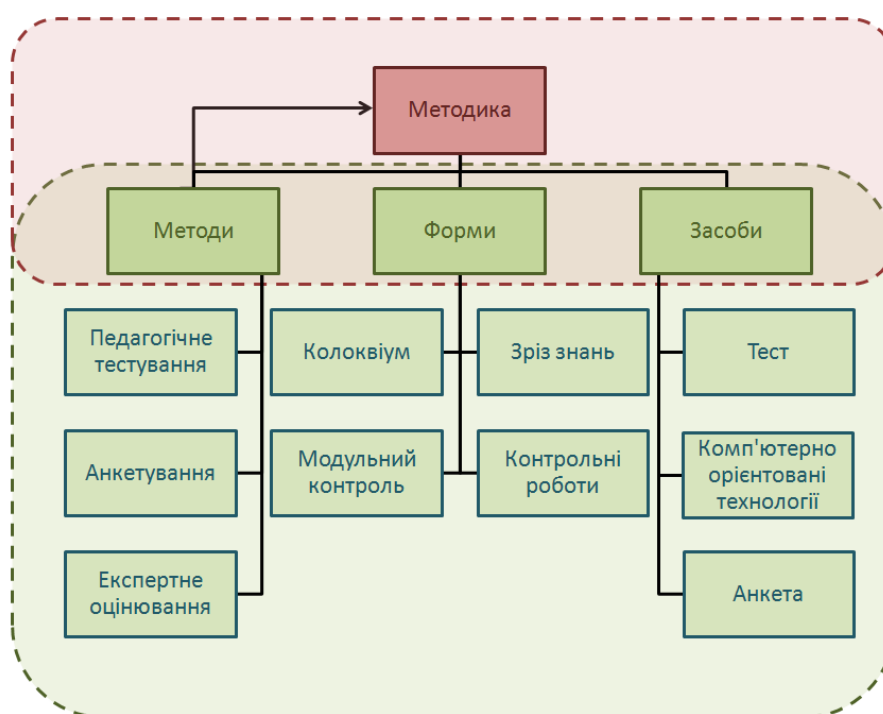 Методика
Методи
Форми
Засоби
Педагогічне
тестування
Колоквіум
Зріз знань
Тест
Анкетування
Модульний
контроль
Контрольні
роботи
Комп'ютерно
орієнтовані
технології
Експертне
оцінювання
Анкета